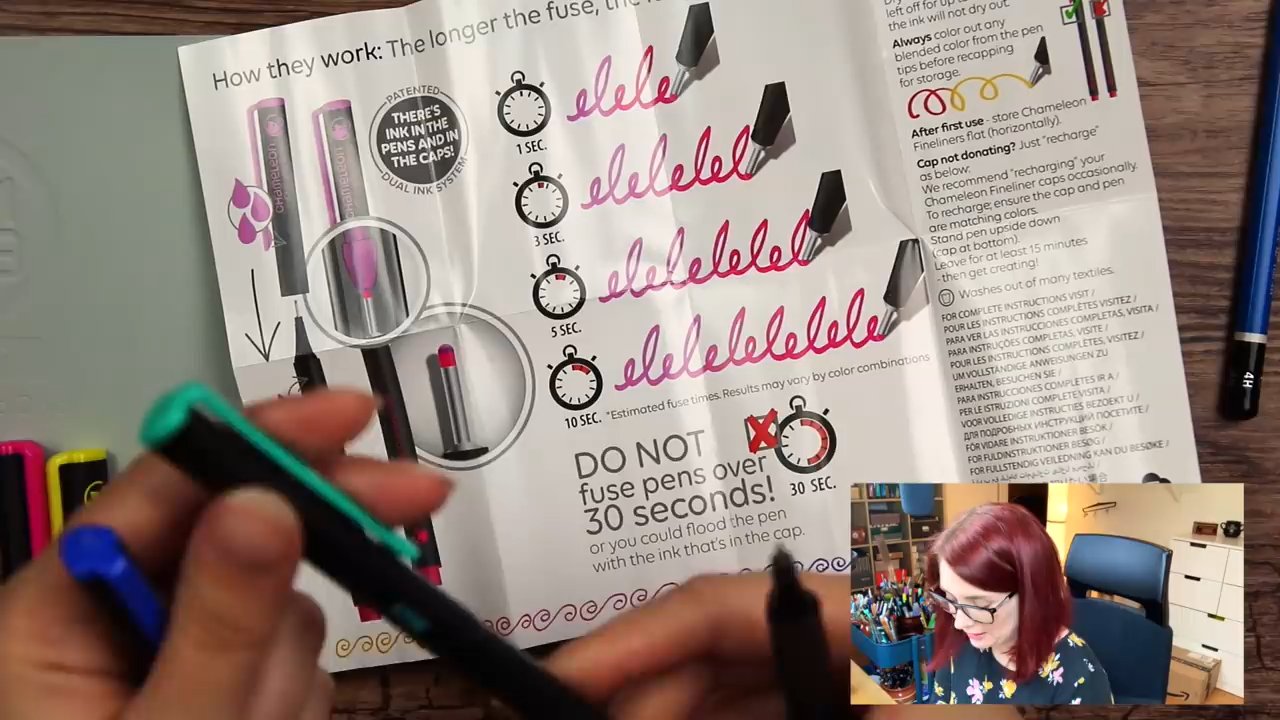 How they work: The longer the fuse, the
PATENTED
THERE'S
INK IN THE
PENS AND IN
THE CAPS!
DUAL INK SYSTEM
CHAMELEON
CHAMELEON
1 SEC.
3 SEC.
5 SEC.
10 SEC.
*Estimated fuse times. Results may vary by color combinations
DO NOT
fuse pens over
30 seconds!
or you could flood the pen
with the ink that's in the cap.
30 SEC.
left off for up to
the ink will not dry out.
Always color out any
blended color from the pen
tips before recapping
for storage.
After first use - store Chameleon
Fineliners flat (horizontally).
Cap not donating? Just "recharge"
as below:
We recommend "recharging" your
Chameleon Fineliner caps occasionally.
To recharge; ensure the cap and pen
are matching colors.
Stand pen upside down
(cap at bottom).
Leave for at least 15 minutes
- then get creating!
Washes out of many textiles.
FOR COMPLETE INSTRUCTIONS VISIT /
POUR LES INSTRUCTIONS COMPLÈTES VISITEZ /
PARA VER LAS INSTRUCCIONES COMPLETAS, VISITA /
PARA INSTRUÇÕES COMPLETAS, VISITE /
POUR LES INSTRUCTIONS COMPLÈTES, VISITEZ /
UM VOLLSTÄNDIGE ANWEISUNGEN ZU
ERHALTEN, BESUCHEN SIE /
PARA INSTRUCCIONES COMPLETES IR A /
PER LE ISTRUZIONI COMPLETE VISITA /
VOOR VOLLEDIGE INSTRUCTIES BEZOEKT U /
ДЛЯ ПОДРОБНЫХ ИНСТРУКЦИЙ ПОСЕТИТЕ /
FÖR VIDARE INSTRUKTIONER BESÖK /
FOR FULDINSTRUKTIONER BESØG /
FOR FULLSTENDIG VEILEDNING KAN DU BESØKE /
4H